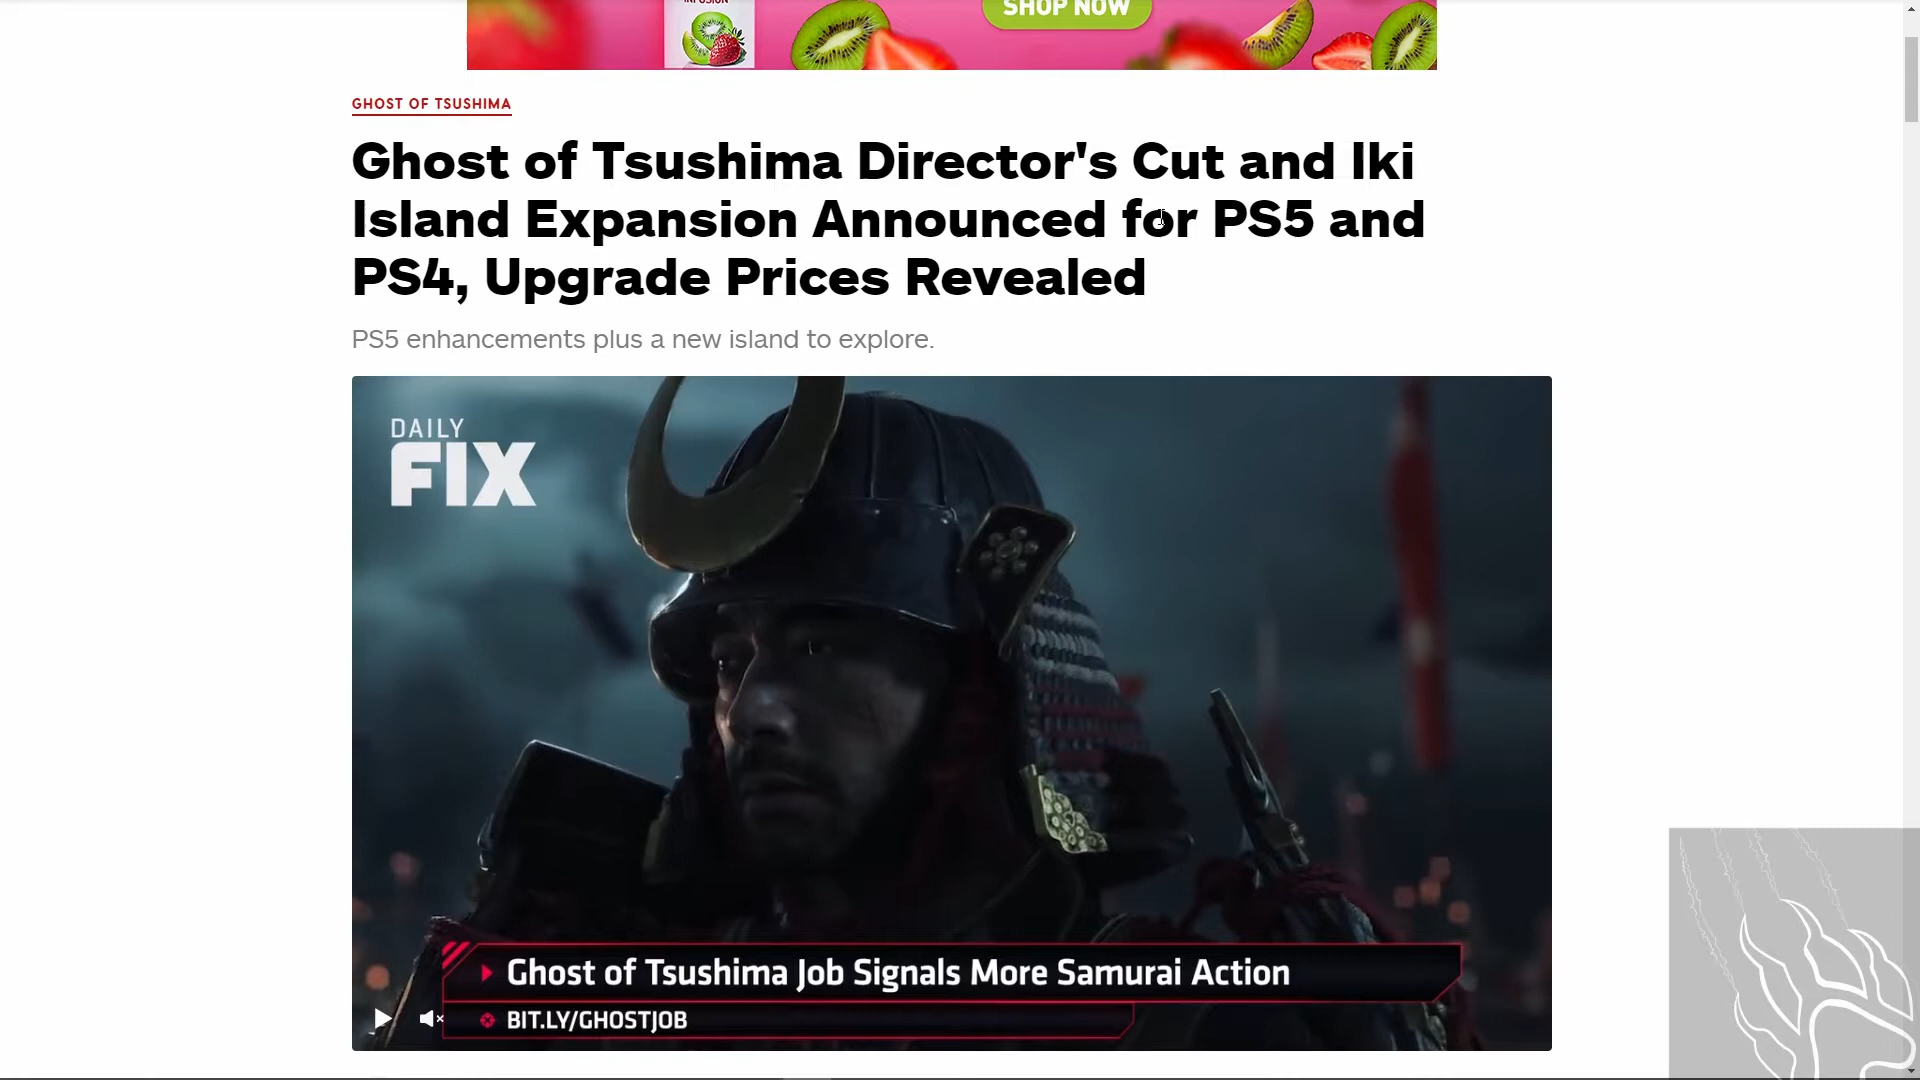 INFUSION
SHOP NOW
GHOST OF TSUSHIMA
Ghost of Tsushima Director's Cut and Iki
Island Expansion Announced for PS5 and
PS4, Upgrade Prices Revealed
PS5 enhancements plus a new island to explore.
DAILY
FIX
Ghost of Tsushima Job Signals More Samurai Action
BIT.LY/GHOSTJOB